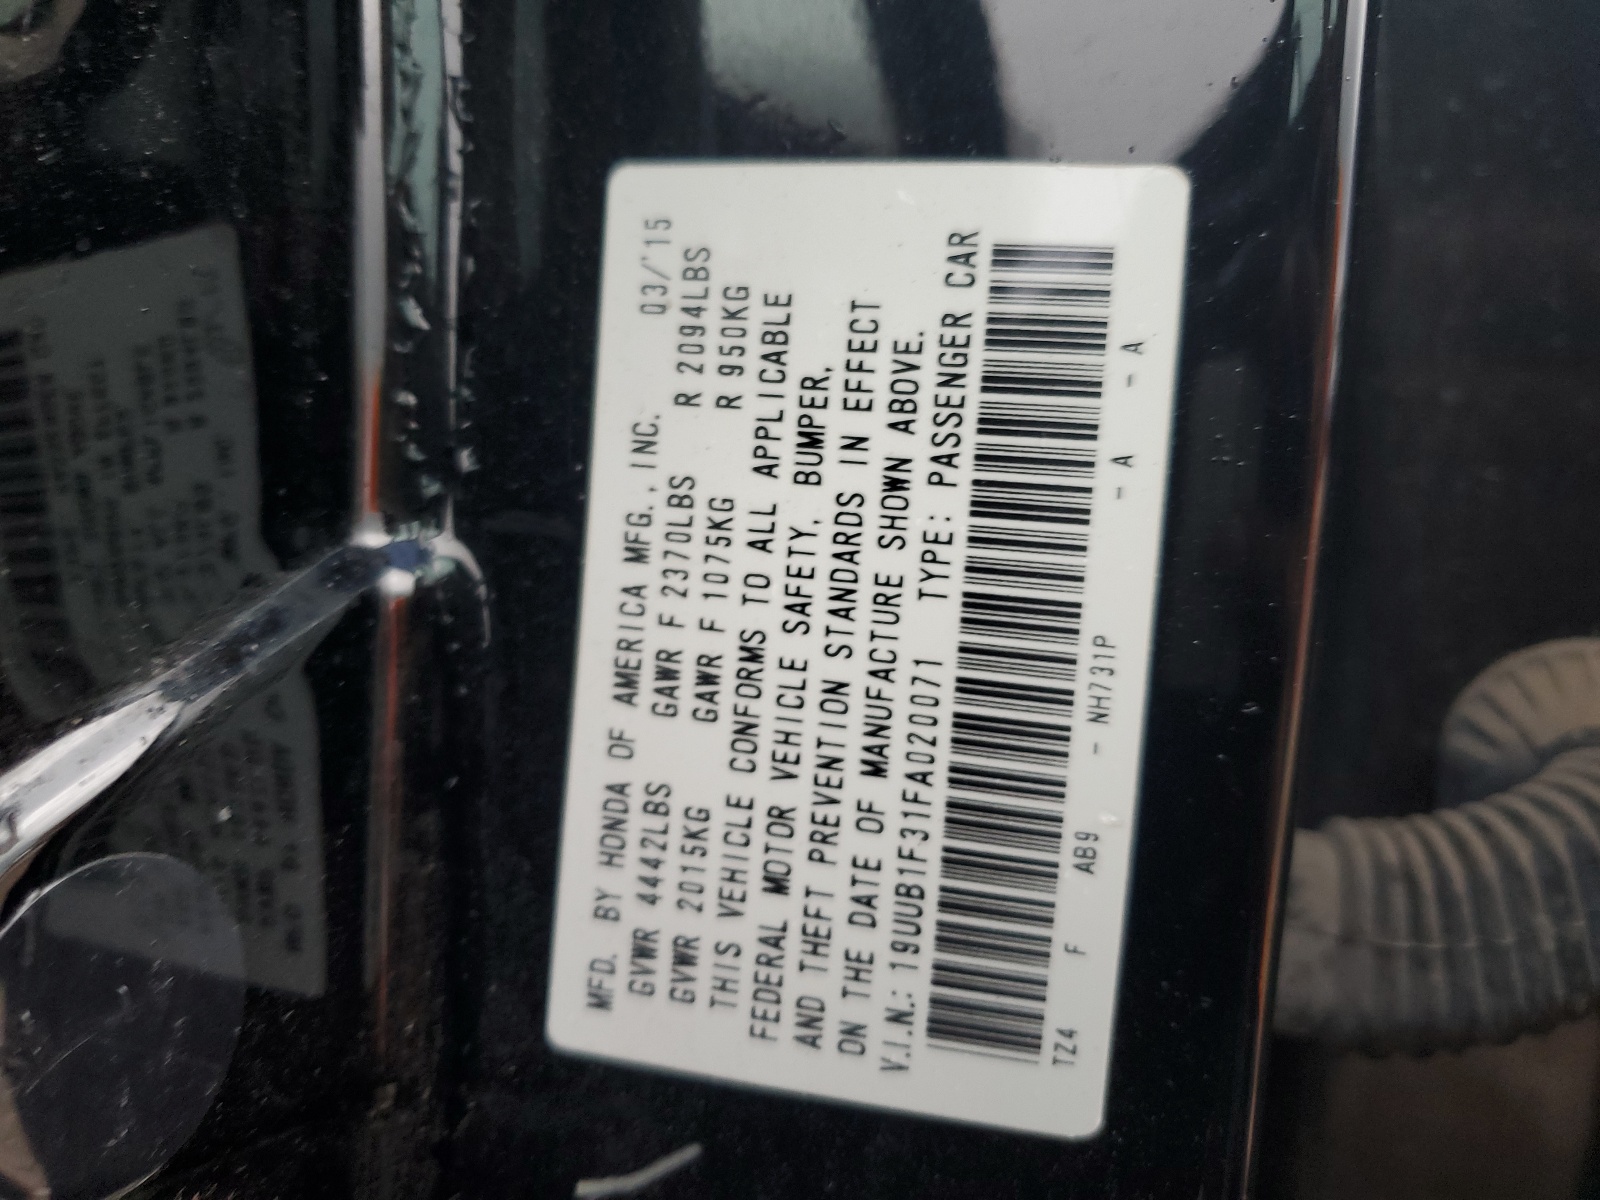 MFD. BY HONDA OF AMERICA MFG., INC. 03/'15
GVWR 4442LBS GAWR F 2370LBS R 2094LBS
GVWR 2015KG GAWR F 1075KG R 950KG
THIS VEHICLE CONFORMS TO ALL APPLICABLE
FEDERAL MOTOR VEHICLE SAFETY, BUMPER,
AND THEFT PREVENTION STANDARDS IN EFFECT
ON THE DATE OF MANUFACTURE SHOWN ABOVE.
V.I.N.: 19UUB1F31FA020071 TYPE: PASSENGER CAR
TZ4 F AB9 - NH731P - A - A